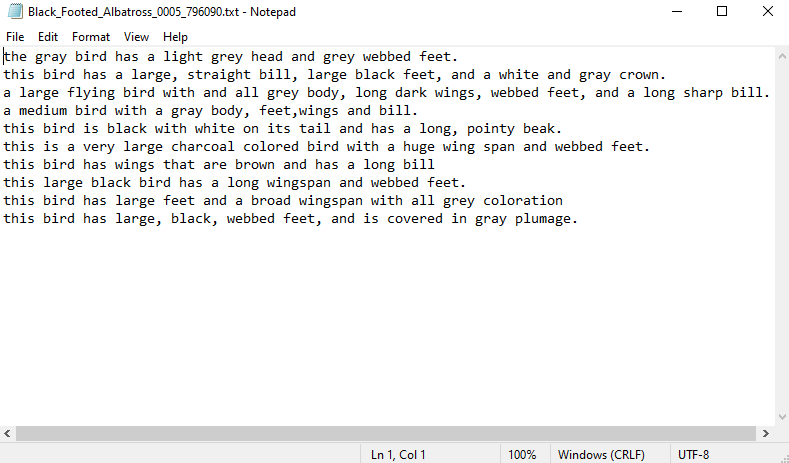 Black_Footed_Albatross_0005_796090.txt - Notepad
File Edit Format View Help
the gray bird has a light grey head and grey webbed feet.
this bird has a large, straight bill, large black feet, and a white and gray crown.
a large flying bird with and all grey body, long dark wings, webbed feet, and a long sharp bill.
a medium bird with a gray body, feet,wings and bill.
this bird is black with white on its tail and has a long, pointy beak.
this is a very large charcoal colored bird with a huge wing span and webbed feet.
this bird has wings that are brown and has a long bill
this large black bird has a long wingspan and webbed feet.
this bird has large feet and a broad wingspan with all grey coloration
this bird has large, black, webbed feet, and is covered in gray plumage.
Ln 1, Col 1 100% Windows (CRLF) UTF-8